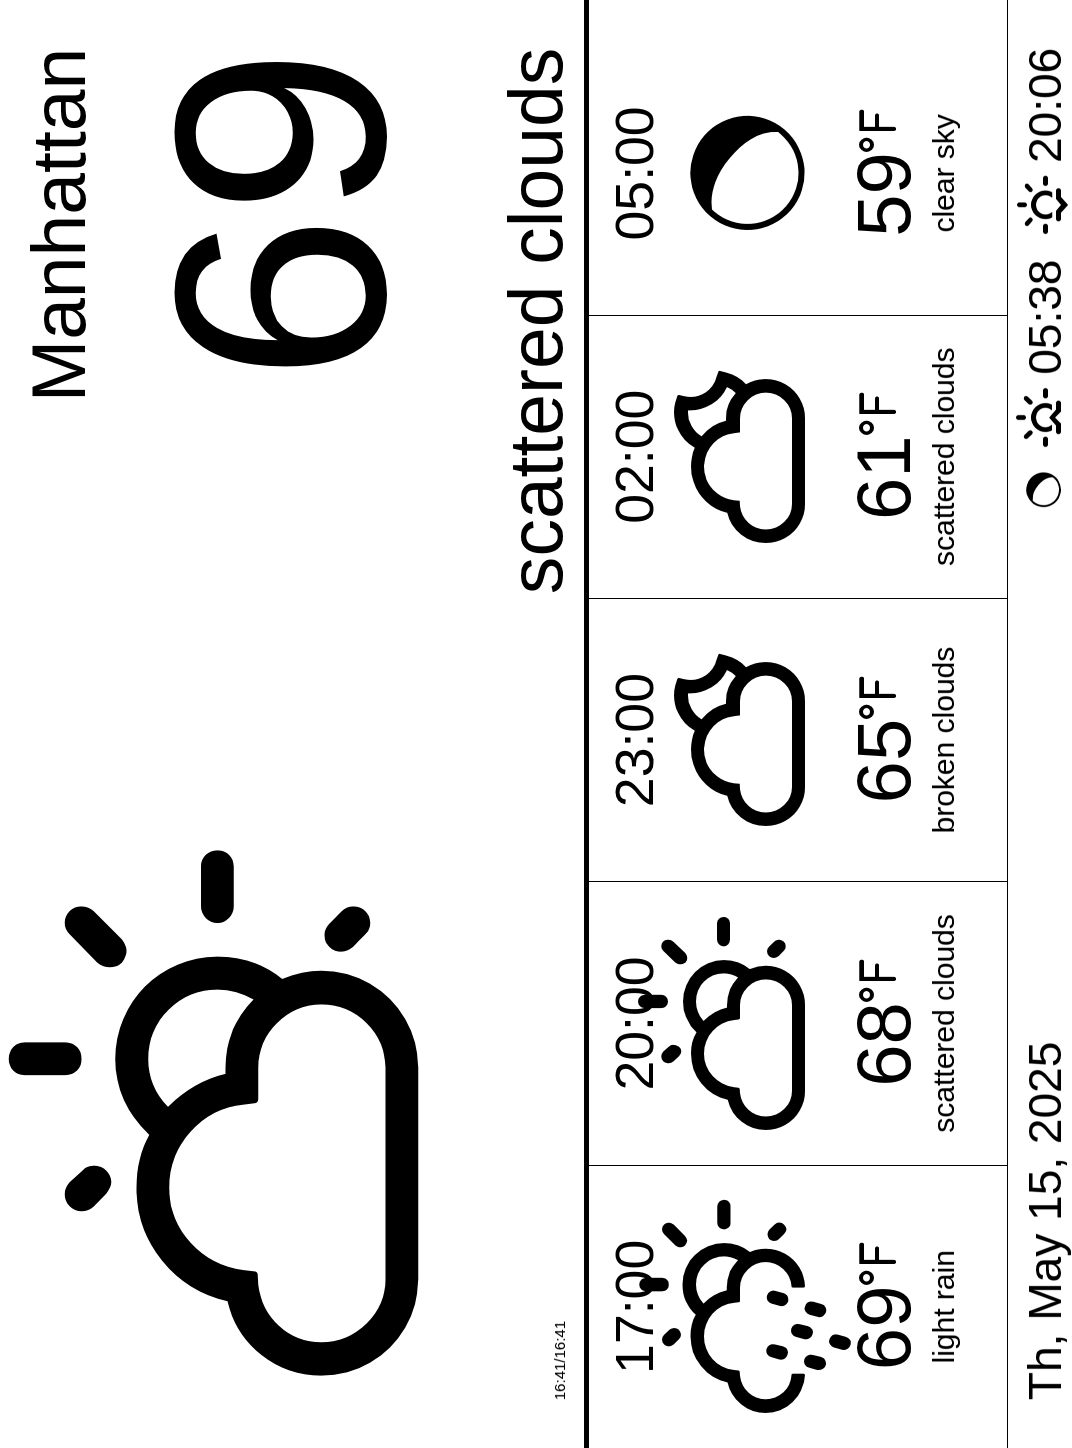 Manhattan
69
scattered clouds
16:41/16:41
17:00 20:00 23:00 02:00 05:00
69°F 68°F 65°F 61°F 59°F
light rain scattered clouds broken clouds scattered clouds clear sky
Th, May 15, 2025 05:38 20:06